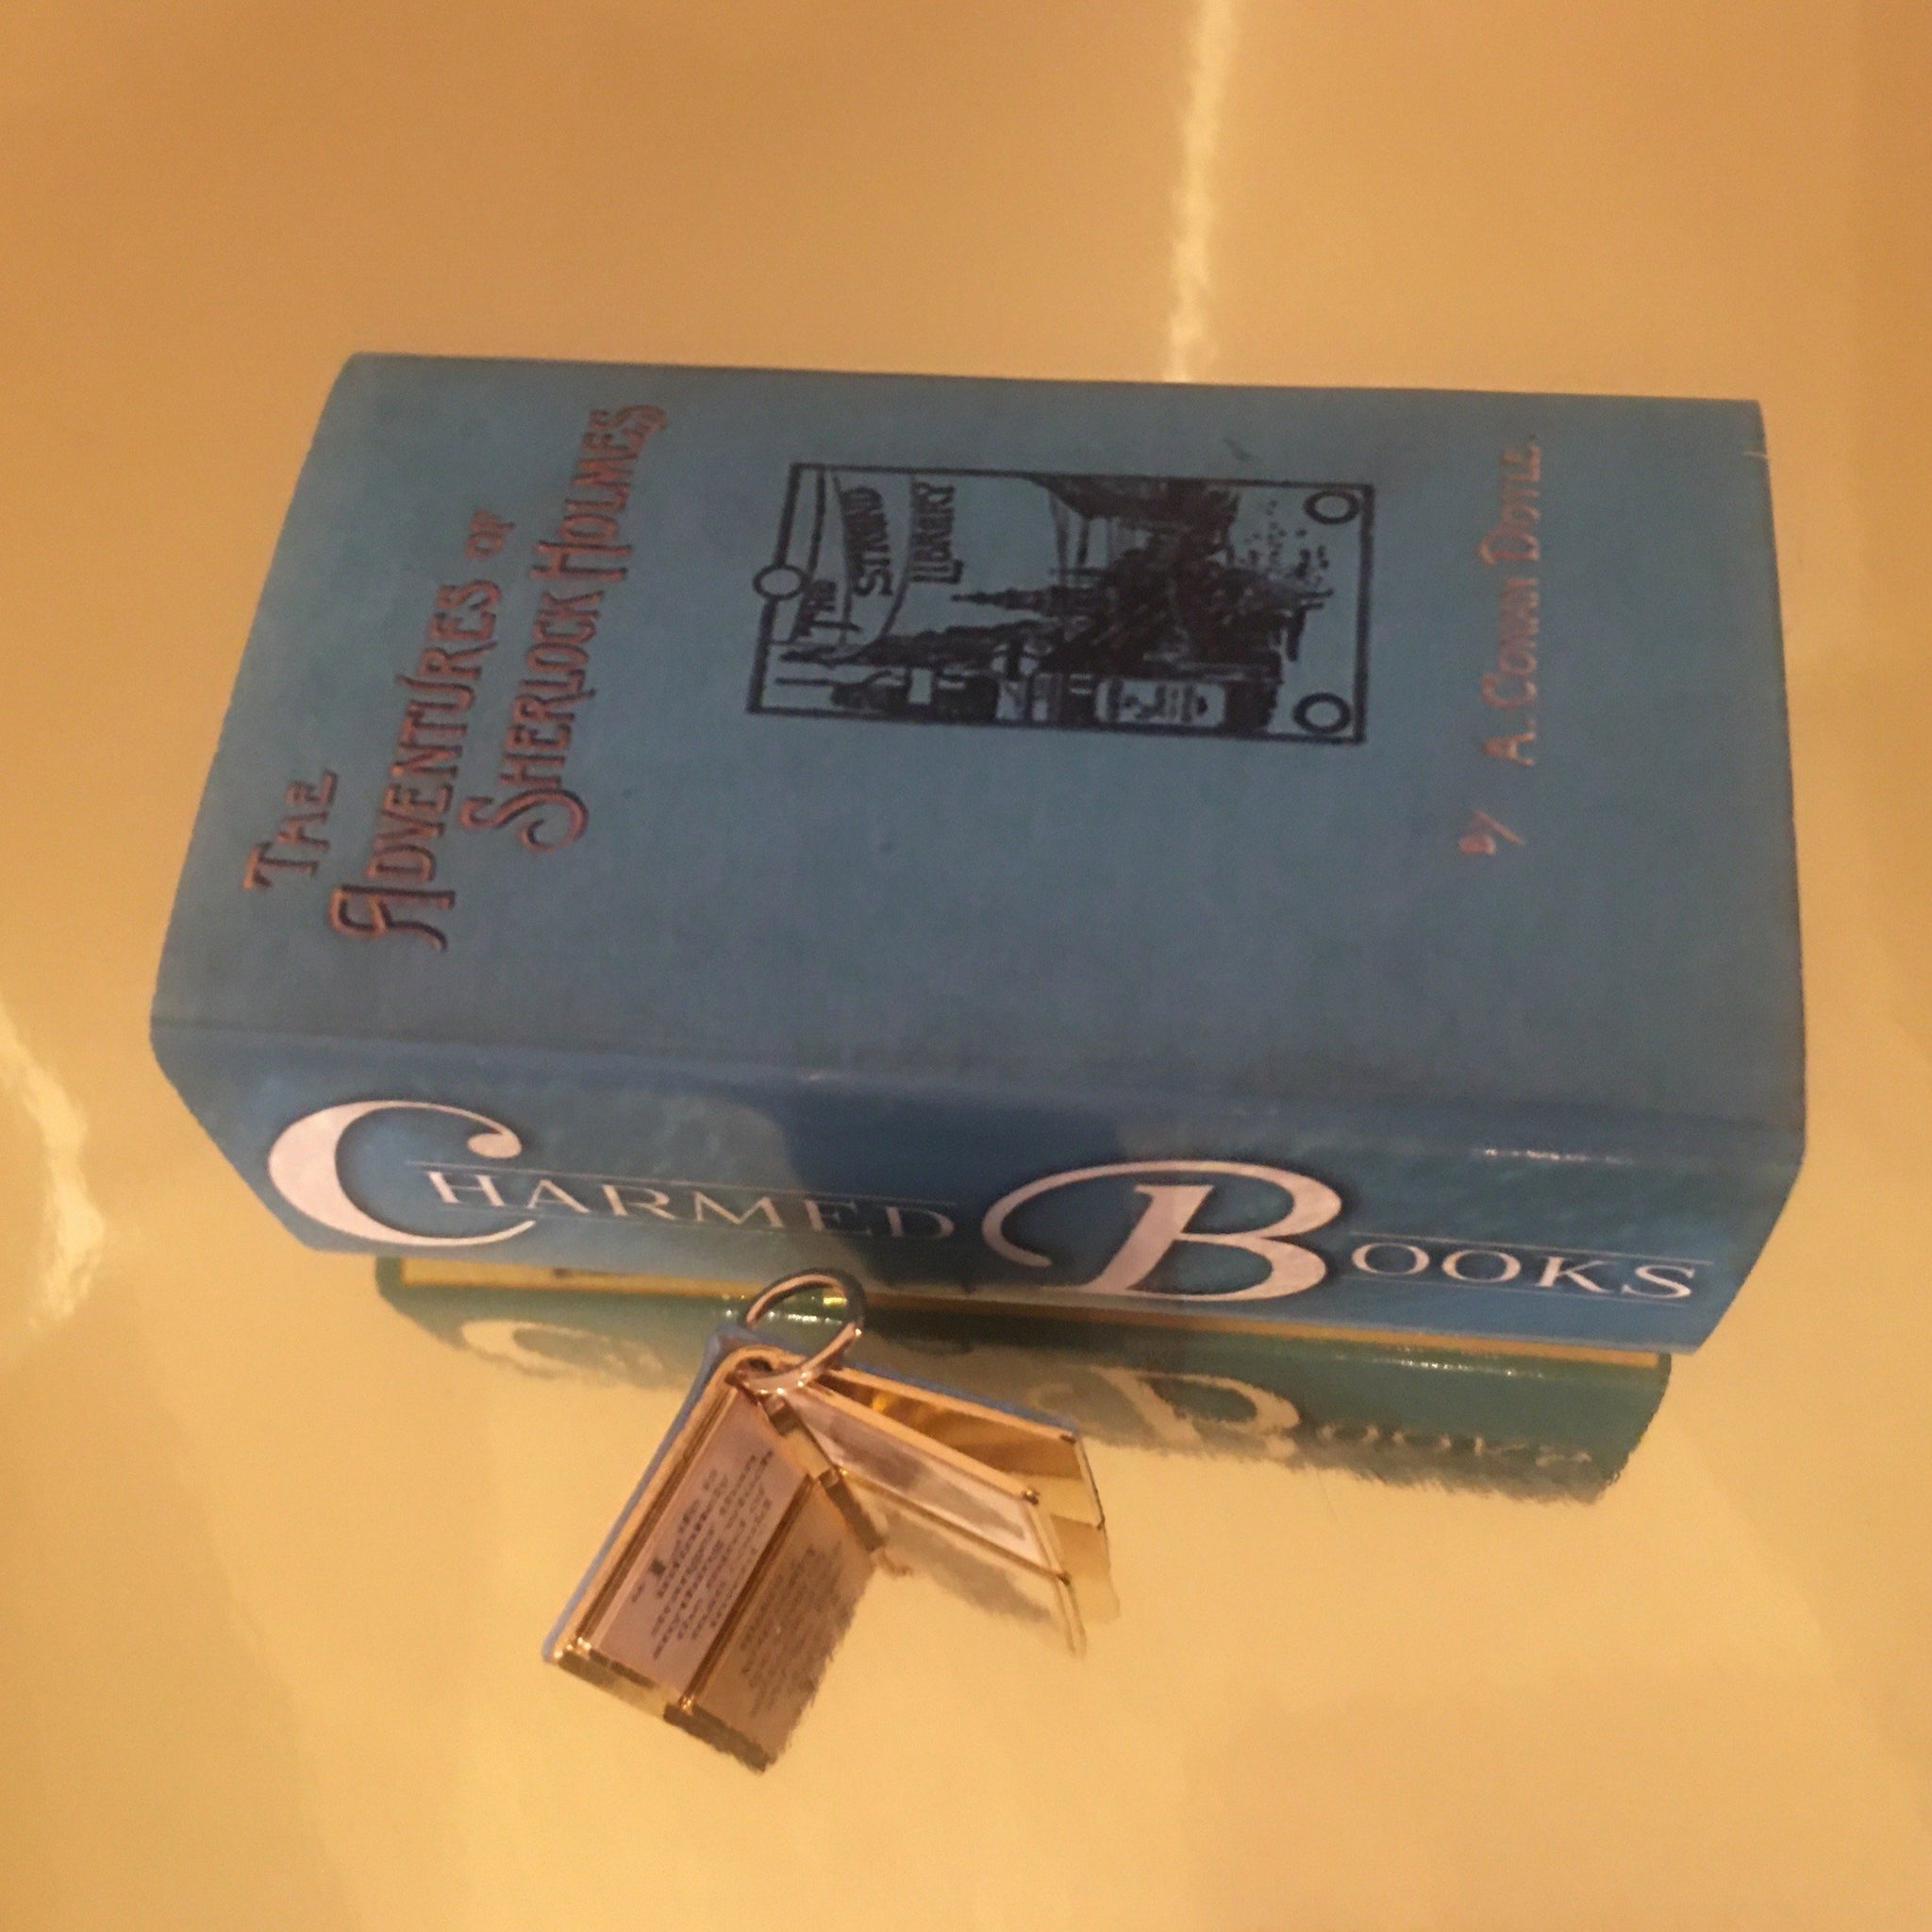 THE
ADVENTURES OF
SHERLOCK HOLMES
THE
STRAND
LIBRARY
By A. CONAN DOYLE.
CHARMED BOOKS